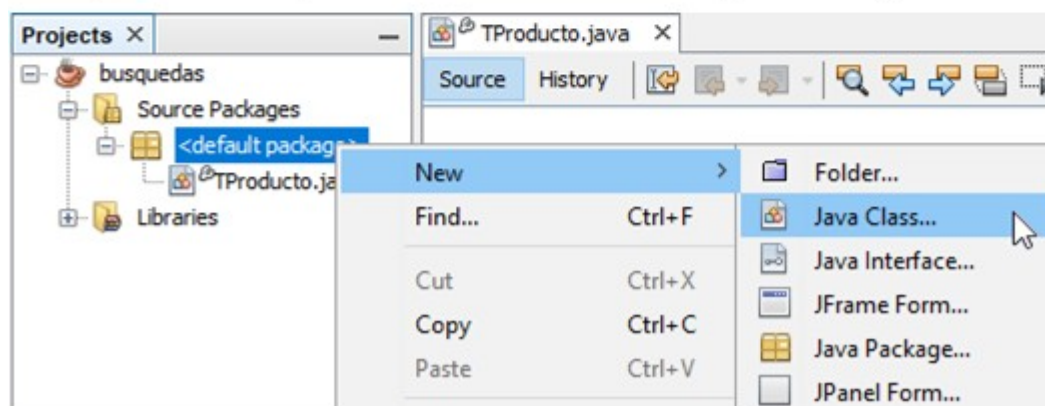 Projects
busquedas
Source Packages
<default package>
TProducto.ja
Libraries
TProducto.java
Source History
New
Find... Ctrl+F
Cut Ctrl+X
Copy Ctrl+C
Paste Ctrl+V
Folder...
Java Class...
Java Interface...
JFrame Form...
Java Package...
JPanel Form...